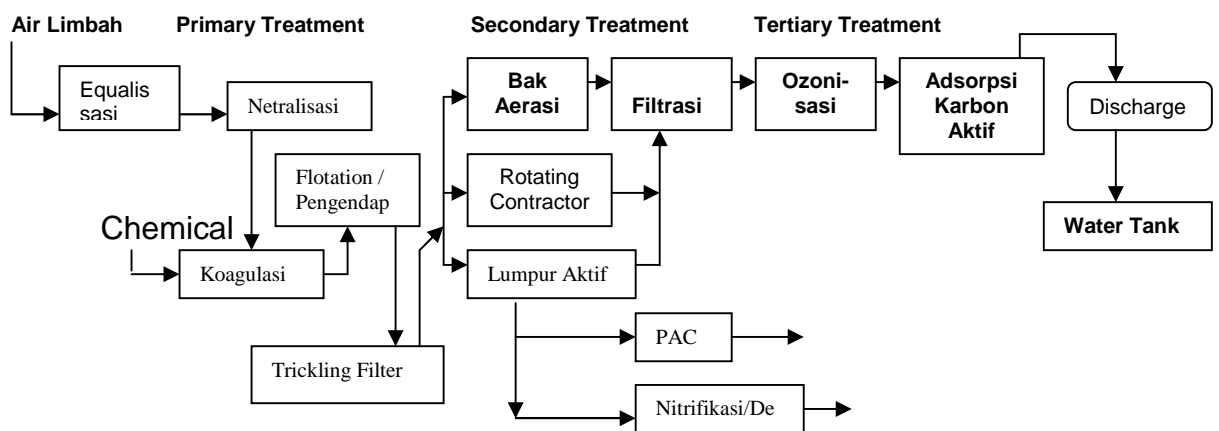 Air Limbah
Primary Treatment
Secondary Treatment
Tertiary Treatment
Equalis
sasi
Netralisasi
Flotation /
Pengendap
Chemical
Koagulasi
Trickling Filter
Bak
Aerasi
Filtrasi
Rotating
Contractor
Lumpur Aktif
PAC
Nitrifikasi/De
Ozoni-
sasi
Adsorpsi
Karbon
Aktif
Discharge
Water Tank